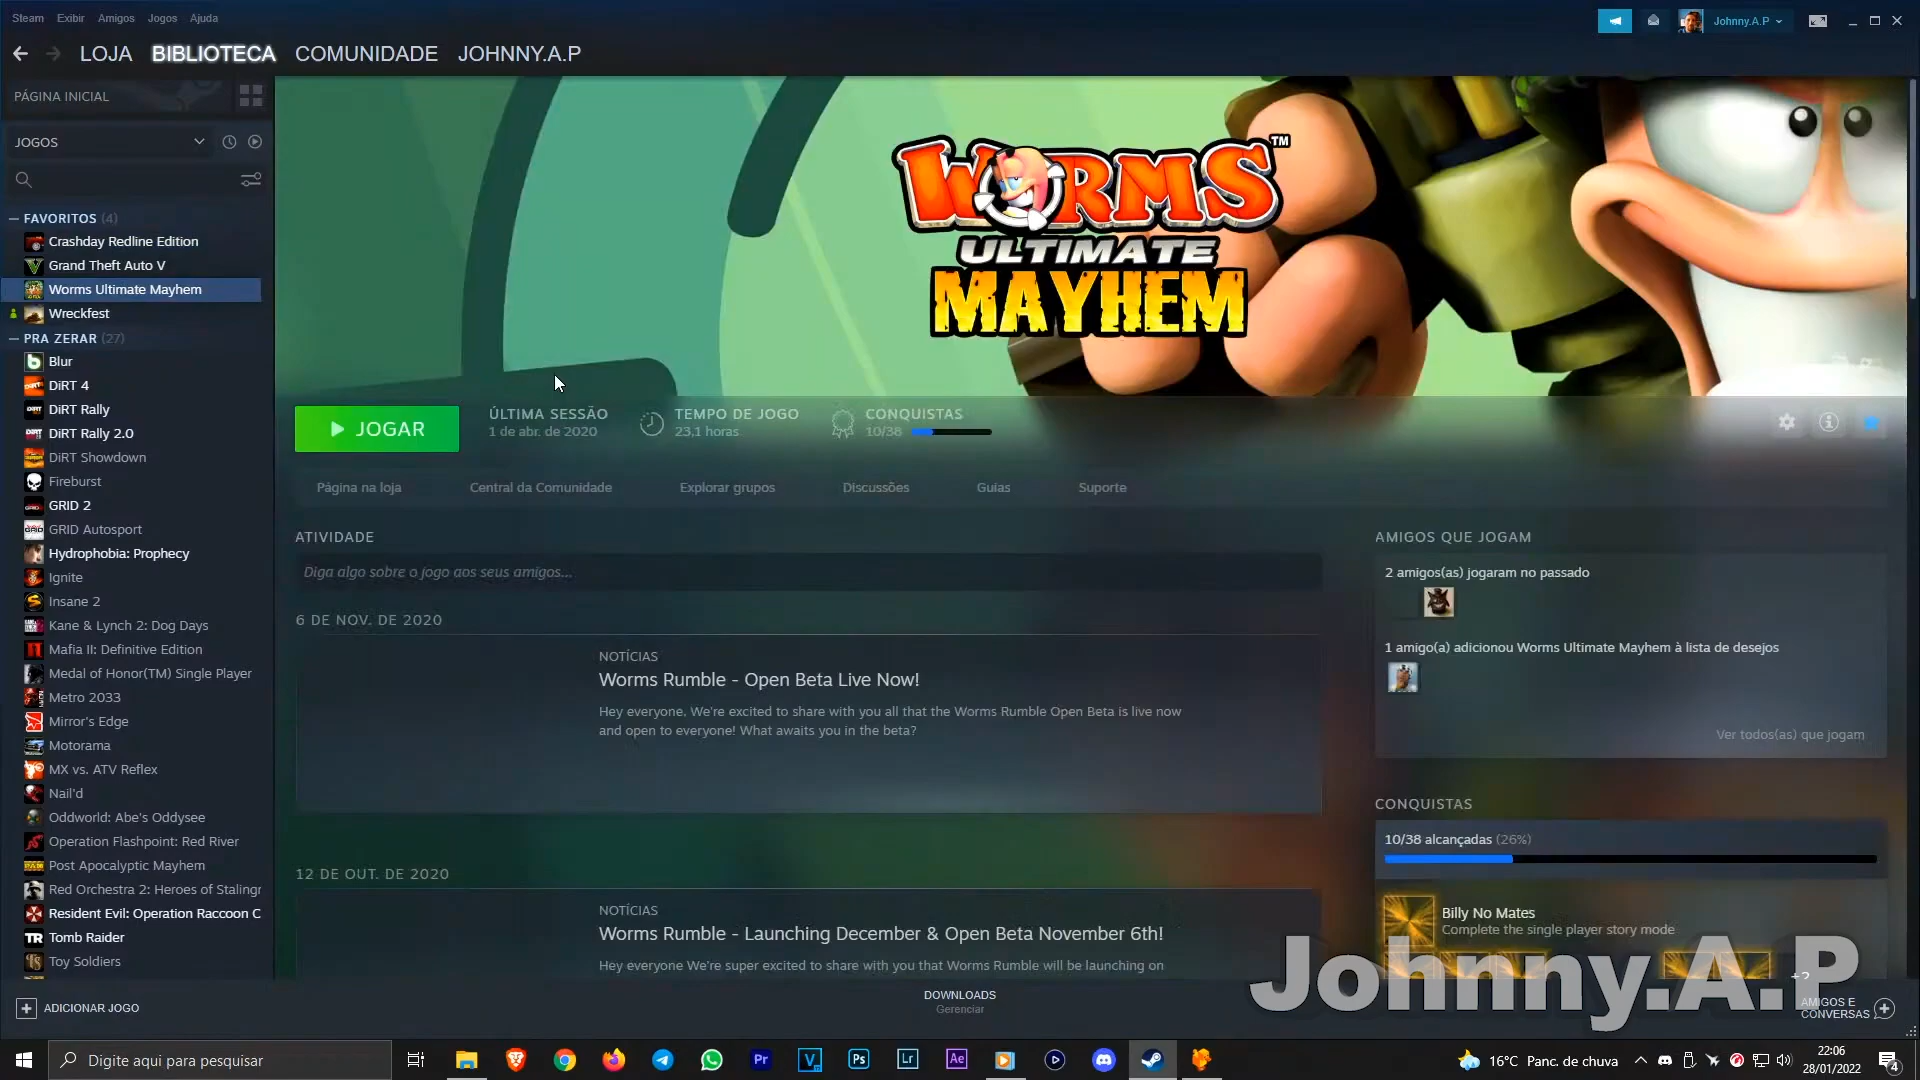 Steam Exibir Amigos Jogos Ajuda
Johnny.A.P
LOJA BIBLIOTECA COMUNIDADE JOHNNY.A.P
PÁGINA INICIAL
JOGOS
FAVORITOS (4)
Crashday Redline Edition
Grand Theft Auto V
Worms Ultimate Mayhem
Wreckfest
PRA ZERAR (27)
Blur
DiRT 4
DiRT Rally
DiRT Rally 2.0
DiRT Showdown
Fireburst
GRID 2
GRID Autosport
Hydrophobia: Prophecy
Ignite
Insane 2
Kane & Lynch 2: Dog Days
Mafia II: Definitive Edition
Medal of Honor(TM) Single Player
Metro 2033
Mirror's Edge
Motorama
MX vs. ATV Reflex
Nail'd
Oddworld: Abe's Oddysee
Operation Flashpoint: Red River
Post Apocalyptic Mayhem
Red Orchestra 2: Heroes of Stalingr
Resident Evil: Operation Raccoon C
Tomb Raider
Toy Soldiers
ADICIONAR JOGO
WORMS™
ULTIMATE
MAYHEM
JOGAR
ÚLTIMA SESSÃO
1 de abr. de 2020
TEMPO DE JOGO
23,1 horas
CONQUISTAS
10/38
Página na loja Central da Comunidade Explorar grupos Discussões Guias Suporte
ATIVIDADE
Diga algo sobre o jogo aos seus amigos...
6 DE NOV. DE 2020
NOTÍCIAS
Worms Rumble - Open Beta Live Now!
Hey everyone, We're excited to share with you all that the Worms Rumble Open Beta is live now
and open to everyone! What awaits you in the beta?
12 DE OUT. DE 2020
NOTÍCIAS
Worms Rumble - Launching December & Open Beta November 6th!
Hey everyone We're super excited to share with you that Worms Rumble will be launching on
AMIGOS QUE JOGAM
2 amigos(as) jogaram no passado
1 amigo(a) adicionou Worms Ultimate Mayhem à lista de desejos
Ver todos(as) que jogam
CONQUISTAS
10/38 alcançadas (26%)
Billy No Mates
Complete the single player story mode
+2
Johnny.A.P
DOWNLOADS
Gerenciar
AMIGOS E
CONVERSAS
Digite aqui para pesquisar
Pr
V
Ps
Lr
Ae
16°C Panc. de chuva
22:06
28/01/2022
4